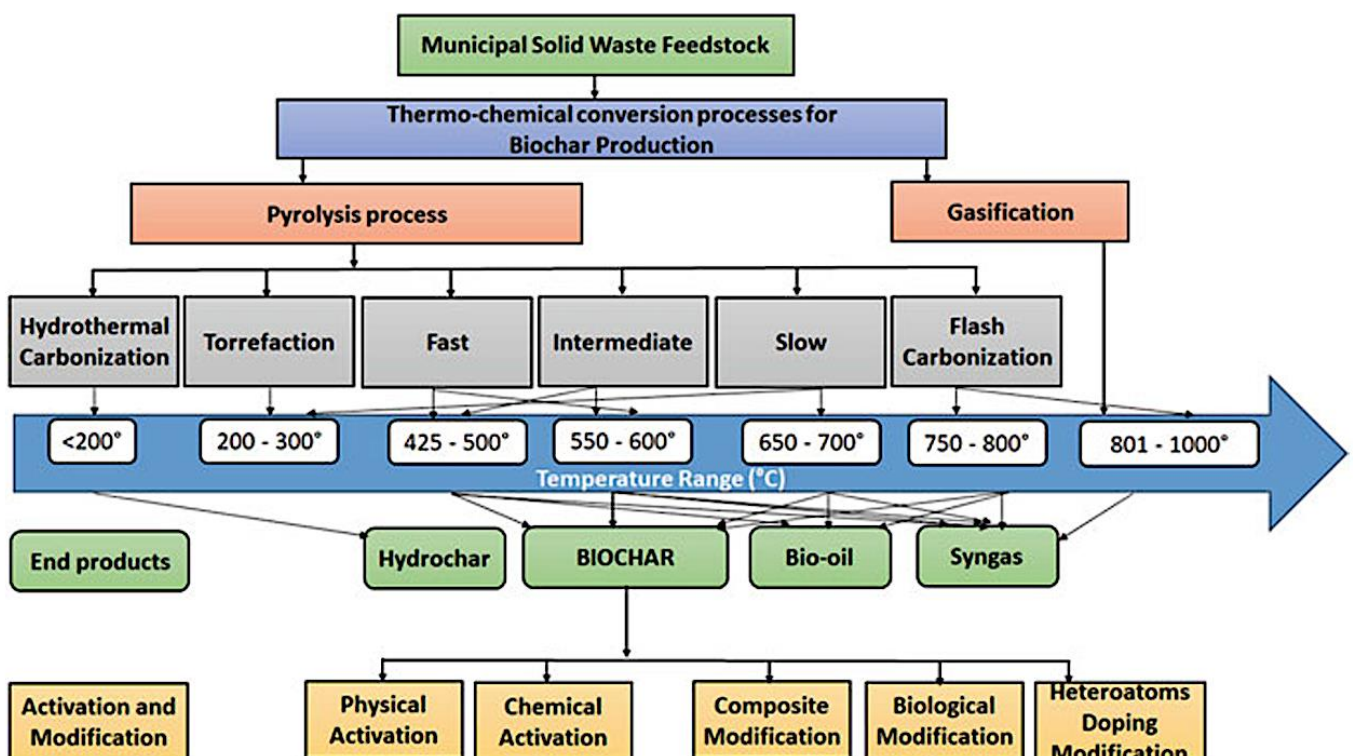 Municipal Solid Waste Feedstock
Thermo-chemical conversion processes for
Biochar Production
Pyrolysis process
Gasification
Hydrothermal
Carbonization
Torrefaction
Fast
Intermediate
Slow
Flash
Carbonization
<200°
200 - 300°
425 - 500°
550 - 600°
650 - 700°
750 - 800°
801 - 1000°
Temperature Range (°C)
End products
Hydrochar
BIOCHAR
Bio-oil
Syngas
Activation and
Modification
Physical
Activation
Chemical
Activation
Composite
Modification
Biological
Modification
Heteroatoms
Doping
Modification